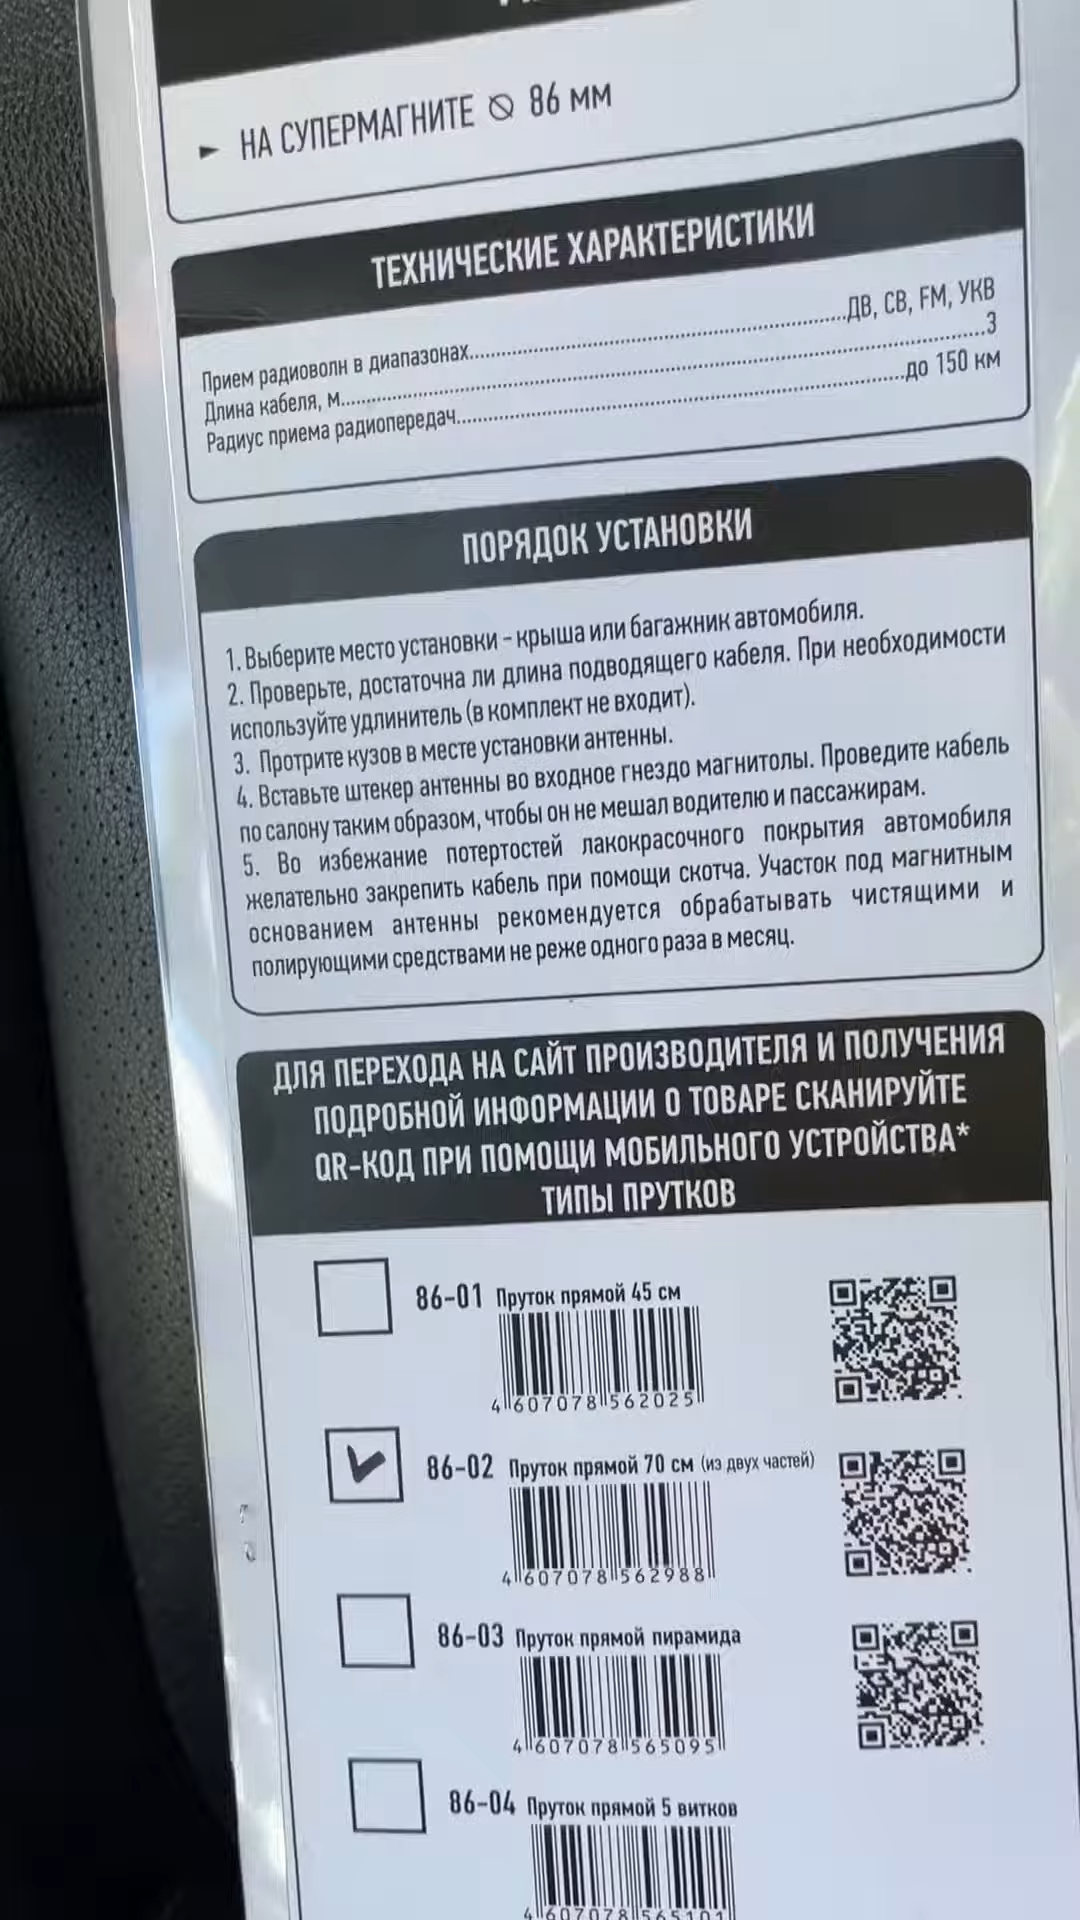 ► НА СУПЕРМАГНИТЕ ⦰ 86 мм
ТЕХНИЧЕСКИЕ ХАРАКТЕРИСТИКИ
Прием радиоволн в диапазонах..........ДВ, СВ, FM, УКВ
Длина кабеля, м..........3
Радиус приема радиопередач..........до 150 км
ПОРЯДОК УСТАНОВКИ
1. Выберите место установки - крыша или багажник автомобиля.
2. Проверьте, достаточна ли длина подводящего кабеля. При необходимости
используйте удлинитель (в комплект не входит).
3. Протрите кузов в месте установки антенны.
4. Вставьте штекер антенны во входное гнездо магнитолы. Проведите кабель
по салону таким образом, чтобы он не мешал водителю и пассажирам.
5. Во избежание потертостей лакокрасочного покрытия автомобиля
желательно закрепить кабель при помощи скотча. Участок под магнитным
основанием антенны рекомендуется обрабатывать чистящими и
полирующими средствами не реже одного раза в месяц.
ДЛЯ ПЕРЕХОДА НА САЙТ ПРОИЗВОДИТЕЛЯ И ПОЛУЧЕНИЯ
ПОДРОБНОЙ ИНФОРМАЦИИ О ТОВАРЕ СКАНИРУЙТЕ
QR-КОД ПРИ ПОМОЩИ МОБИЛЬНОГО УСТРОЙСТВА*
ТИПЫ ПРУТКОВ
86-01 Пруток прямой 45 см
4 607078 562025
86-02 Пруток прямой 70 см (из двух частей)
4 607078 562988
86-03 Пруток прямой пирамида
4 607078 565095
86-04 Пруток прямой 5 витков
4 607078 565101